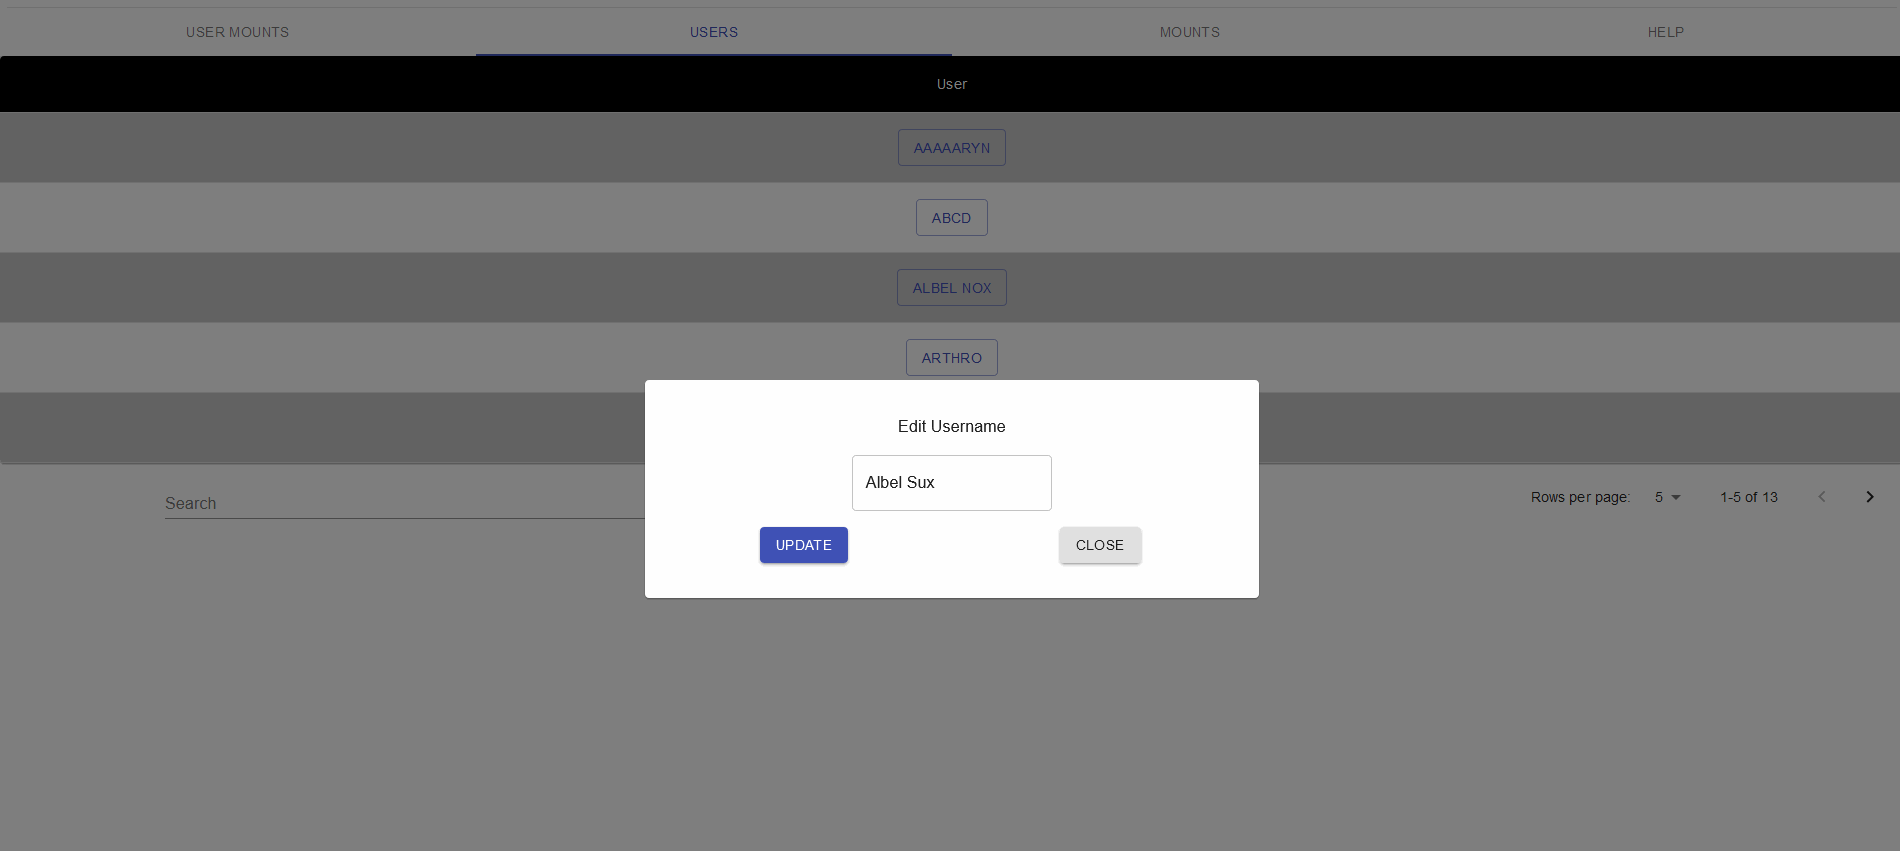 USER MOUNTS USERS MOUNTS HELP
User
AAAAARYN
ABCD
ALBEL NOX
ARTHRO
Edit Username
Albel Sux
UPDATE CLOSE
Search
Rows per page: 5 1-5 of 13